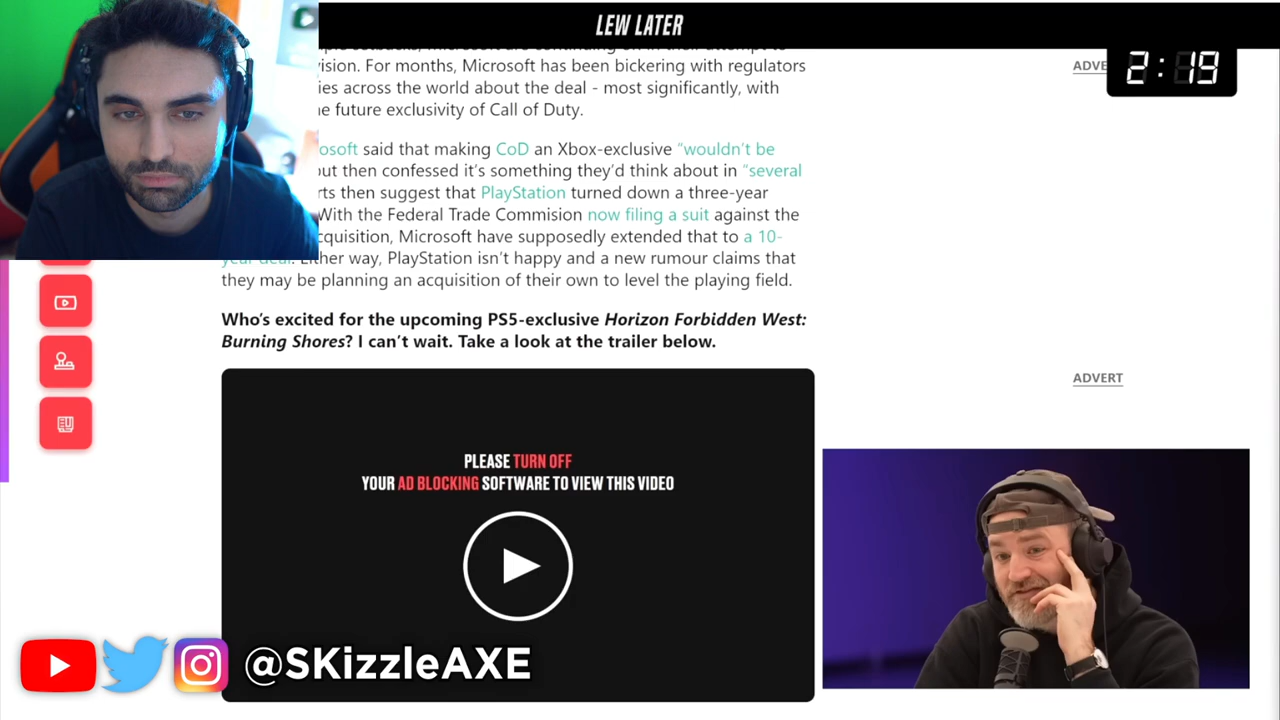 LEW LATER
ision. For months, Microsoft has been bickering with regulators
ADVE
2:19
ies across the world about the deal - most significantly, with
e future exclusivity of Call of Duty.
osoft said that making CoD an Xbox-exclusive "wouldn't be
out then confessed it's something they'd think about in "several
rts then suggest that PlayStation turned down a three-year
With the Federal Trade Commision now filing a suit against the
cquisition, Microsoft have supposedly extended that to a 10-
year deal. Either way, PlayStation isn't happy and a new rumour claims that
they may be planning an acquisition of their own to level the playing field.
Who's excited for the upcoming PS5-exclusive Horizon Forbidden West:
Burning Shores? I can't wait. Take a look at the trailer below.
ADVERT
PLEASE TURN OFF
YOUR AD BLOCKING SOFTWARE TO VIEW THIS VIDEO
@SKizzleAXE